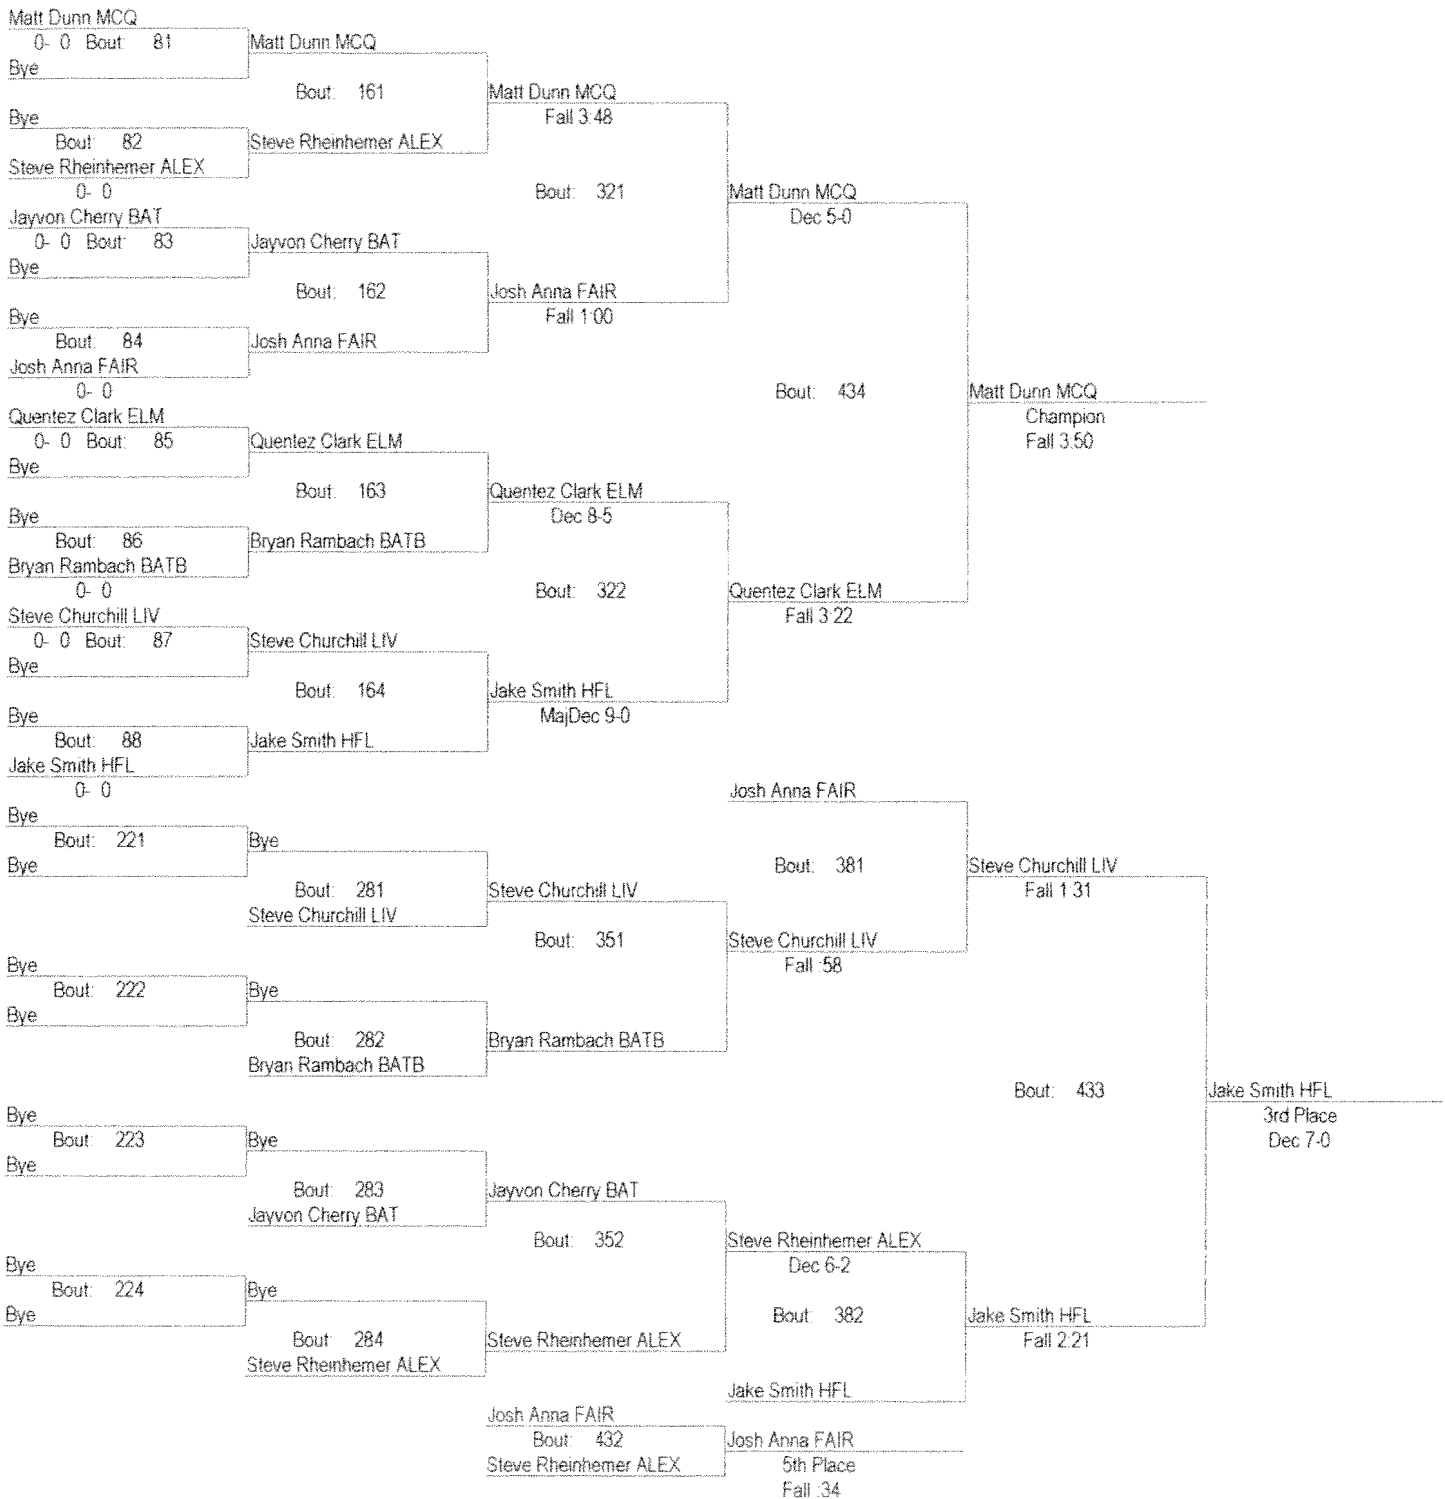 Matt Dunn MCQ
0- 0 Bout: 81
Matt Dunn MCQ
Bye
Bout: 161
Matt Dunn MCQ
Fall 3:48
Bye
Bout: 82
Steve Rheinhemer ALEX
Steve Rheinhemer ALEX
0- 0
Bout: 321
Matt Dunn MCQ
Dec 5-0
Jayvon Cherry BAT
0- 0 Bout: 83
Jayvon Cherry BAT
Bye
Bout: 162
Josh Anna FAIR
Fall 1:00
Bye
Bout: 84
Josh Anna FAIR
Josh Anna FAIR
0- 0
Bout: 434
Matt Dunn MCQ
Champion
Fall 3:50
Quentez Clark ELM
0- 0 Bout: 85
Quentez Clark ELM
Bye
Bout: 163
Quentez Clark ELM
Dec 8-5
Bye
Bout: 86
Bryan Rambach BATB
Bryan Rambach BATB
0- 0
Bout: 322
Quentez Clark ELM
Fall 3:22
Steve Churchill LIV
0- 0 Bout: 87
Steve Churchill LIV
Bye
Bout: 164
Jake Smith HFL
MajDec 9-0
Bye
Bout: 88
Jake Smith HFL
Jake Smith HFL
0- 0
Josh Anna FAIR
Bye
Bout: 221
Bye
Bye
Bout: 381
Steve Churchill LIV
Fall 1:31
Bout: 281
Steve Churchill LIV
Steve Churchill LIV
Bout: 351
Steve Churchill LIV
Fall :58
Bye
Bout: 222
Bye
Bye
Bout: 282
Bryan Rambach BATB
Bryan Rambach BATB
Bout: 433
Jake Smith HFL
3rd Place
Dec 7-0
Bye
Bout: 223
Bye
Bye
Bout: 283
Jayvon Cherry BAT
Jayvon Cherry BAT
Bout: 352
Steve Rheinhemer ALEX
Dec 6-2
Bye
Bout: 224
Bye
Bye
Bout: 382
Jake Smith HFL
Fall 2:21
Bout: 284
Steve Rheinhemer ALEX
Steve Rheinhemer ALEX
Jake Smith HFL
Josh Anna FAIR
Bout: 432
Josh Anna FAIR
Steve Rheinhemer ALEX
5th Place
Fall :34